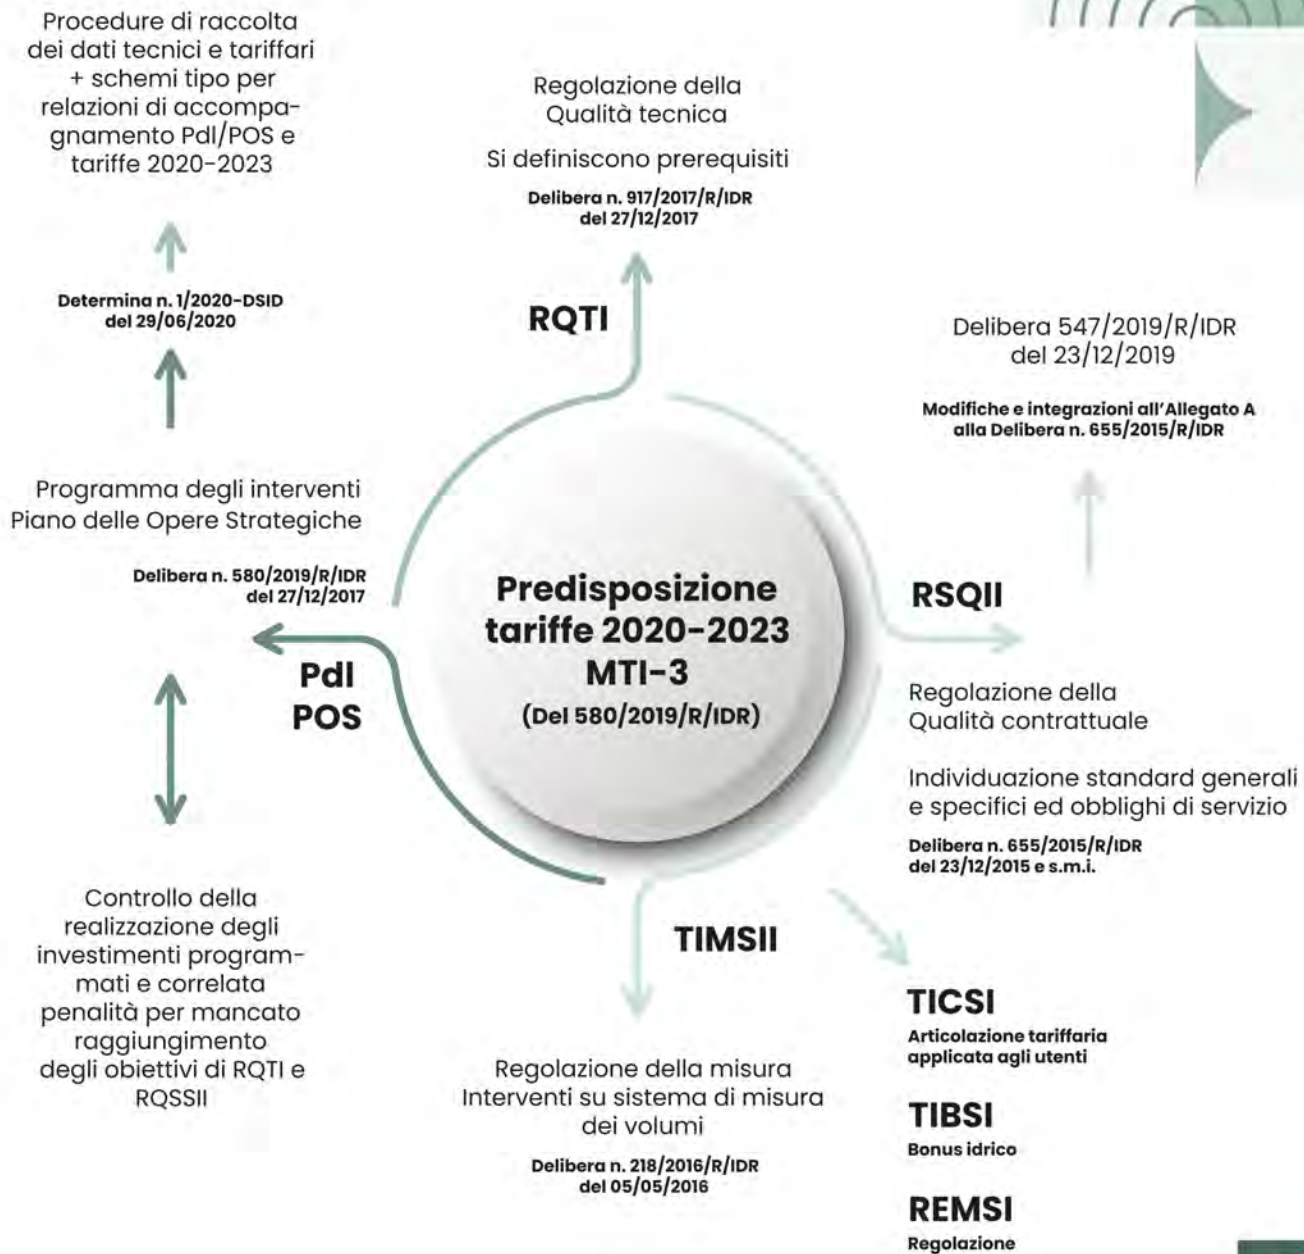 Procedure di raccolta
dei dati tecnici e tariffari
+ schemi tipo per
relazioni di accompa-
gnamento PdI/POS e
tariffe 2020-2023
Determina n. 1/2020-DSID
del 29/06/2020
Programma degli interventi
Piano delle Opere Strategiche
Delibera n. 580/2019/R/IDR
del 27/12/2017
PdI
POS
Controllo della
realizzazione degli
investimenti program-
mati e correlata
penalità per mancato
raggiungimento
degli obiettivi di RQTI e
RQSSII
Regolazione della
Qualità tecnica
Si definiscono prerequisiti
Delibera n. 917/2017/R/IDR
del 27/12/2017
RQTI
Predisposizione
tariffe 2020-2023
MTI-3
(Del 580/2019/R/IDR)
TIMSII
Regolazione della misura
Interventi su sistema di misura
dei volumi
Delibera n. 218/2016/R/IDR
del 05/05/2016
Delibera 547/2019/R/IDR
del 23/12/2019
Modifiche e integrazioni all'Allegato A
alla Delibera n. 655/2015/R/IDR
RSQII
Regolazione della
Qualità contrattuale
Individuazione standard generali
e specifici ed obblighi di servizio
Delibera n. 655/2015/R/IDR
del 23/12/2015 e s.m.i.
TICSI
Articolazione tariffaria
applicata agli utenti
TIBSI
Bonus idrico
REMSI
Regolazione